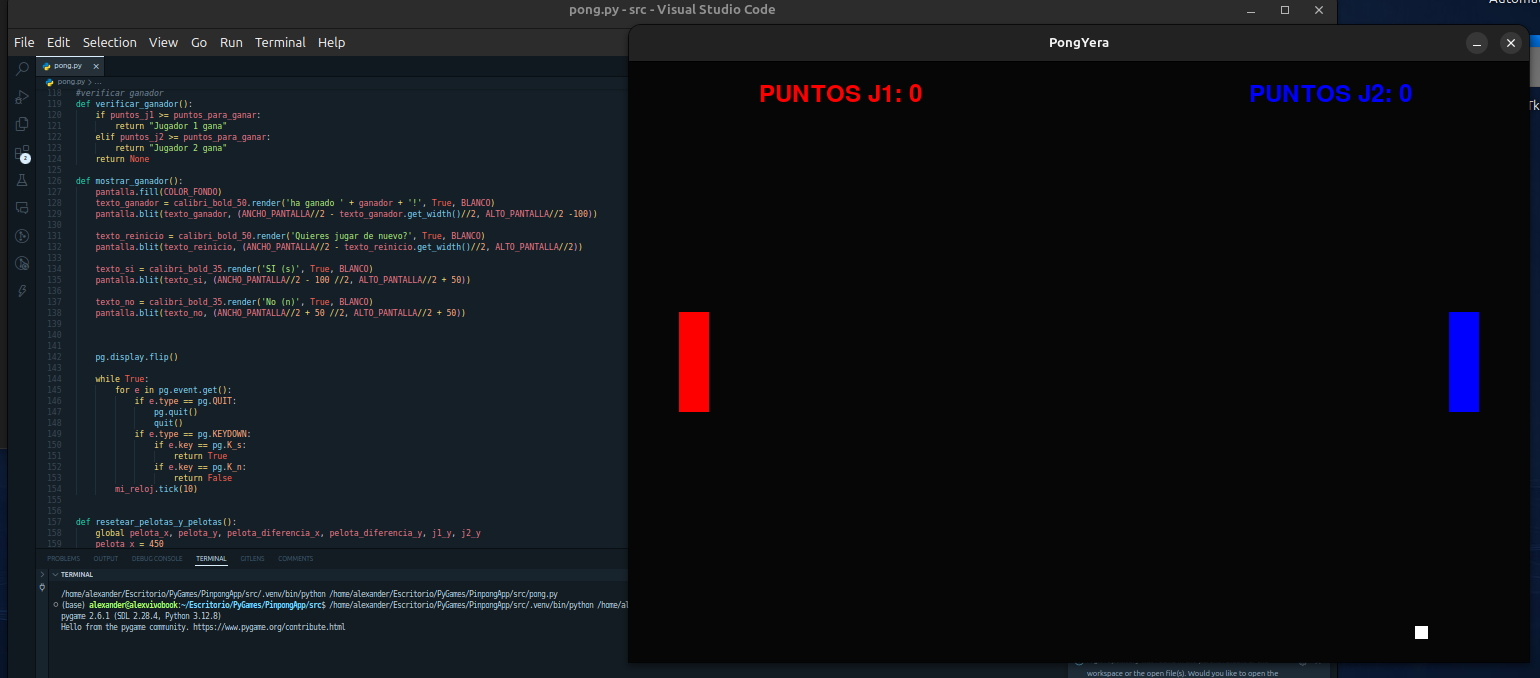 pong.py - src - Visual Studio Code
File Edit Selection View Go Run Terminal Help
pong.py
pong.py > ...
118 #verificar ganador
119 def verificar_ganador():
120 if puntos_j1 >= puntos_para_ganar:
121 return "Jugador 1 gana"
122 elif puntos_j2 >= puntos_para_ganar:
123 return "Jugador 2 gana"
124 return None
125
126 def mostrar_ganador():
127 pantalla.fill(COLOR_FONDO)
128 texto_ganador = calibri_bold_50.render('ha ganado ' + ganador + '!', True, BLANCO)
129 pantalla.blit(texto_ganador, (ANCHO_PANTALLA//2 - texto_ganador.get_width()//2, ALTO_PANTALLA//2 -100))
130
131 texto_reinicio = calibri_bold_50.render('Quieres jugar de nuevo?', True, BLANCO)
132 pantalla.blit(texto_reinicio, (ANCHO_PANTALLA//2 - texto_reinicio.get_width()//2, ALTO_PANTALLA//2))
133
134 texto_si = calibri_bold_35.render('SI (s)', True, BLANCO)
135 pantalla.blit(texto_si, (ANCHO_PANTALLA//2 - 100 //2, ALTO_PANTALLA//2 + 50))
136
137 texto_no = calibri_bold_35.render('No (n)', True, BLANCO)
138 pantalla.blit(texto_no, (ANCHO_PANTALLA//2 + 50 //2, ALTO_PANTALLA//2 + 50))
139
140
141
142 pg.display.flip()
143
144 while True:
145 for e in pg.event.get():
146 if e.type == pg.QUIT:
147 pg.quit()
148 quit()
149 if e.type == pg.KEYDOWN:
150 if e.key == pg.K_s:
151 return True
152 if e.key == pg.K_n:
153 return False
154 mi_reloj.tick(10)
155
156
157 def resetear_pelotas_y_pelotas():
158 global pelota_x, pelota_y, pelota_diferencia_x, pelota_diferencia_y, j1_y, j2_y
159 pelota_x = 450
2
PROBLEMS OUTPUT DEBUG CONSOLE TERMINAL GITLENS COMMENTS
TERMINAL
/home/alexander/Escritorio/PyGames/PinpongApp/src/.venv/bin/python /home/alexander/Escritorio/PyGames/PinpongApp/src/pong.py
(base) alexander@alexvivobook:~/Escritorio/PyGames/PinpongApp/src$ /home/alexander/Escritorio/PyGames/PinpongApp/src/.venv/bin/python /home/al
pygame 2.6.1 (SDL 2.28.4, Python 3.12.8)
Hello from the pygame community. https://www.pygame.org/contribute.html
PongYera
PUNTOS J1: 0
PUNTOS J2: 0
workspace or the open file(s). Would you like to open the
Tk